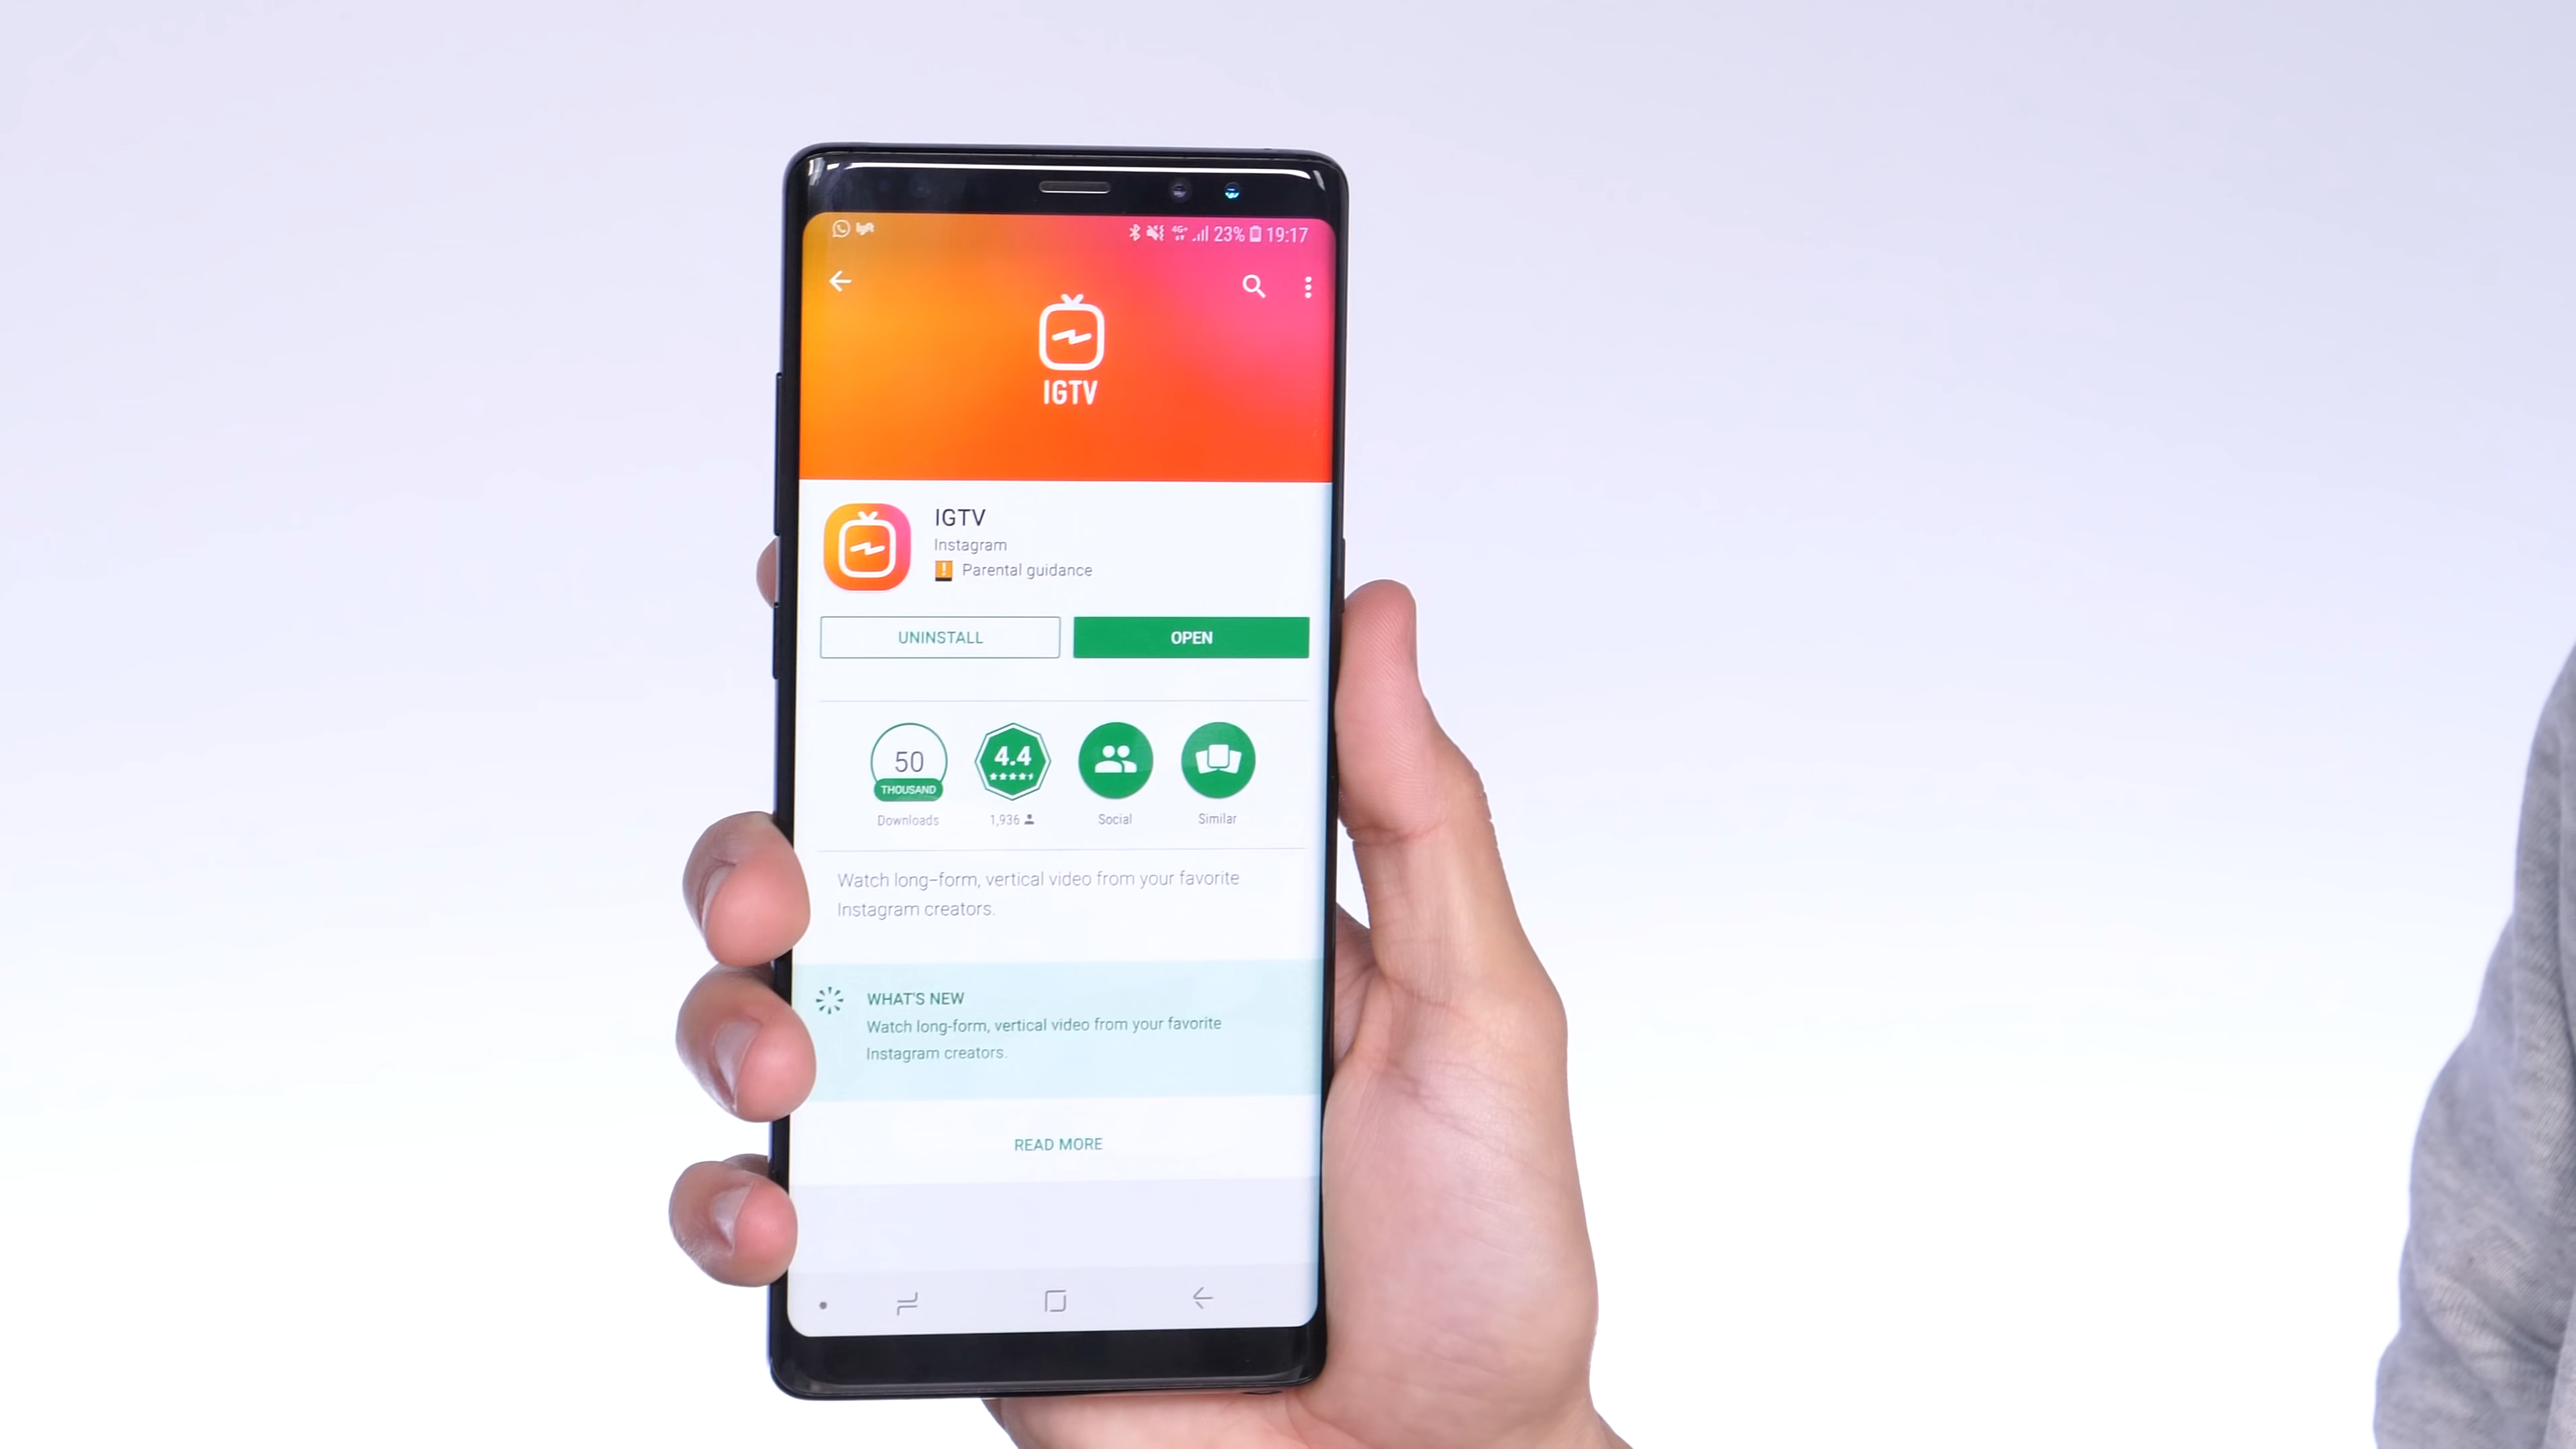 lyft 4G+ 23% 19:17
IGTV
IGTV
Instagram
! Parental guidance
UNINSTALL OPEN
50 THOUSAND 4.4
Downloads 1,936 Social Similar
Watch long-form, vertical video from your favorite
Instagram creators.
WHAT'S NEW
Watch long-form, vertical video from your favorite
Instagram creators.
READ MORE